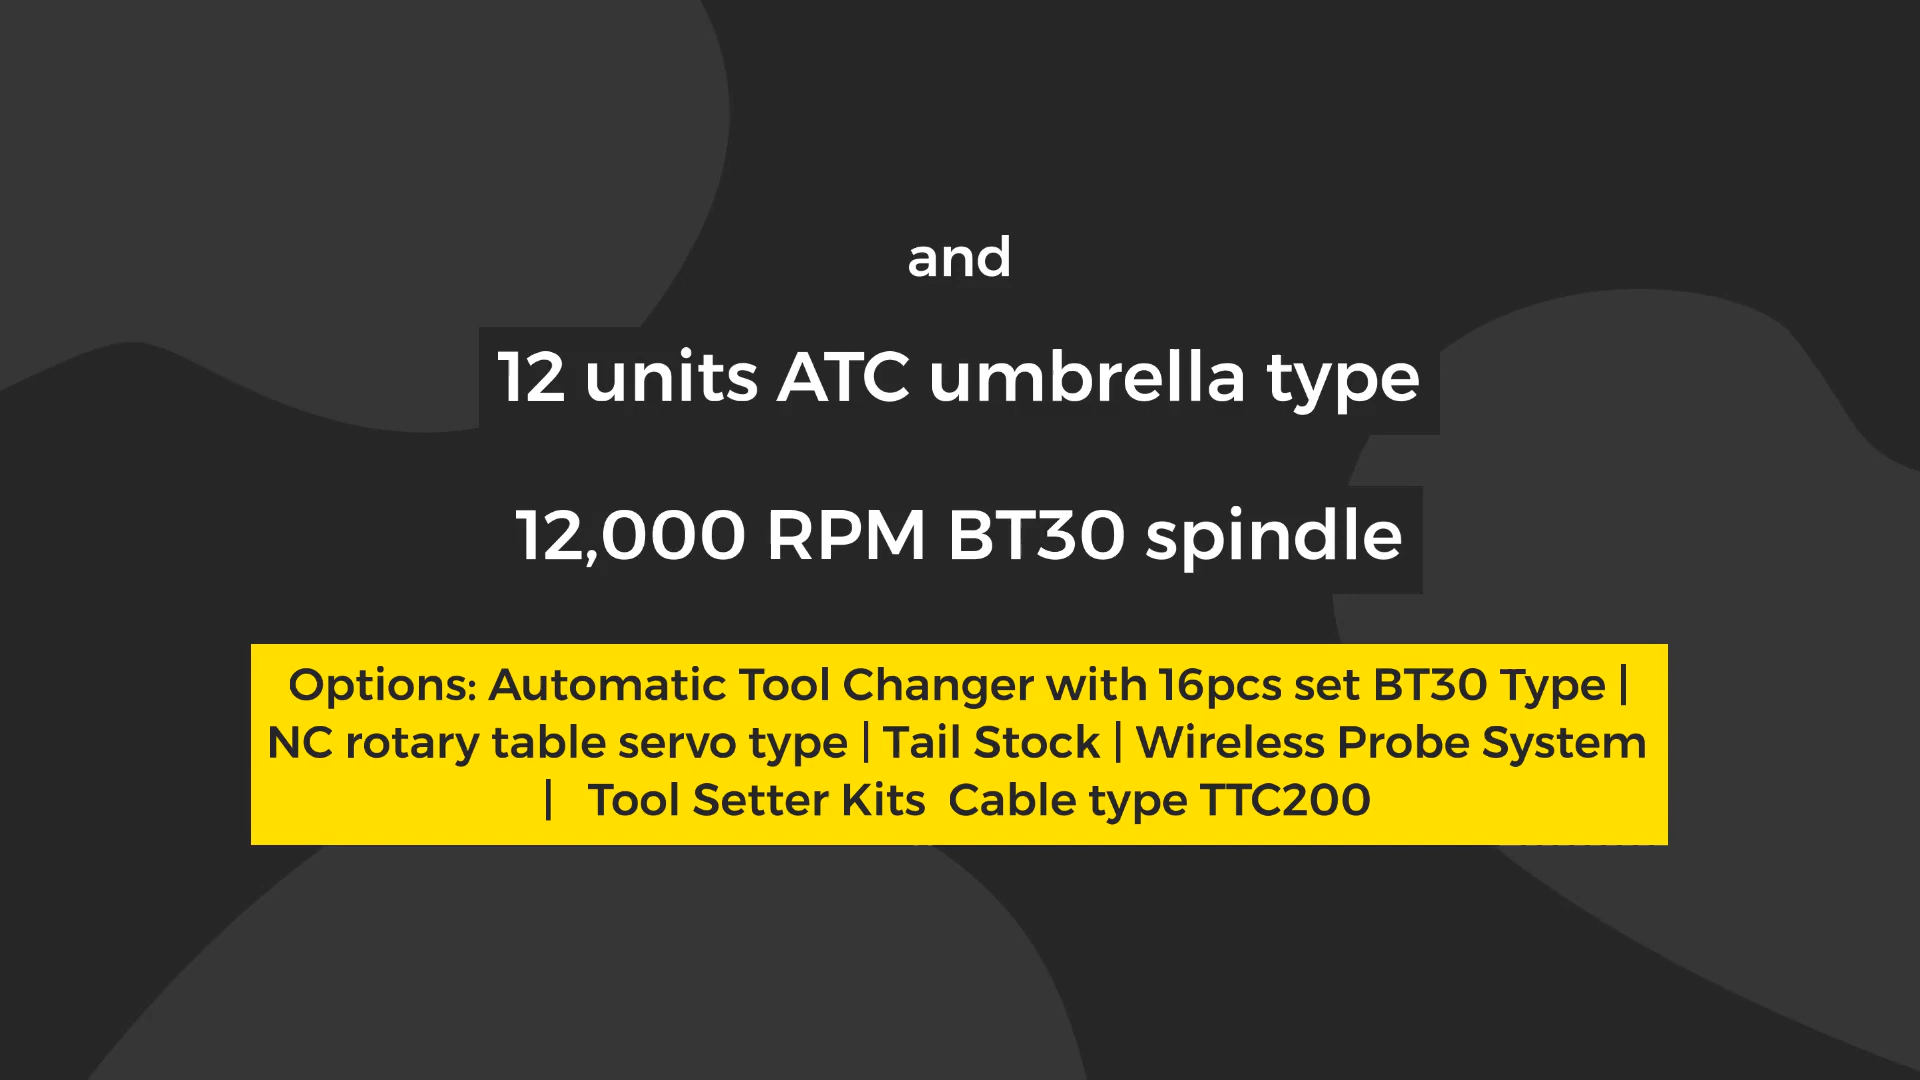 and
12 units ATC umbrella type
12,000 RPM BT30 spindle
Options: Automatic Tool Changer with 16pcs set BT30 Type |
NC rotary table servo type | Tail Stock | Wireless Probe System
|   Tool Setter Kits  Cable type TTC200